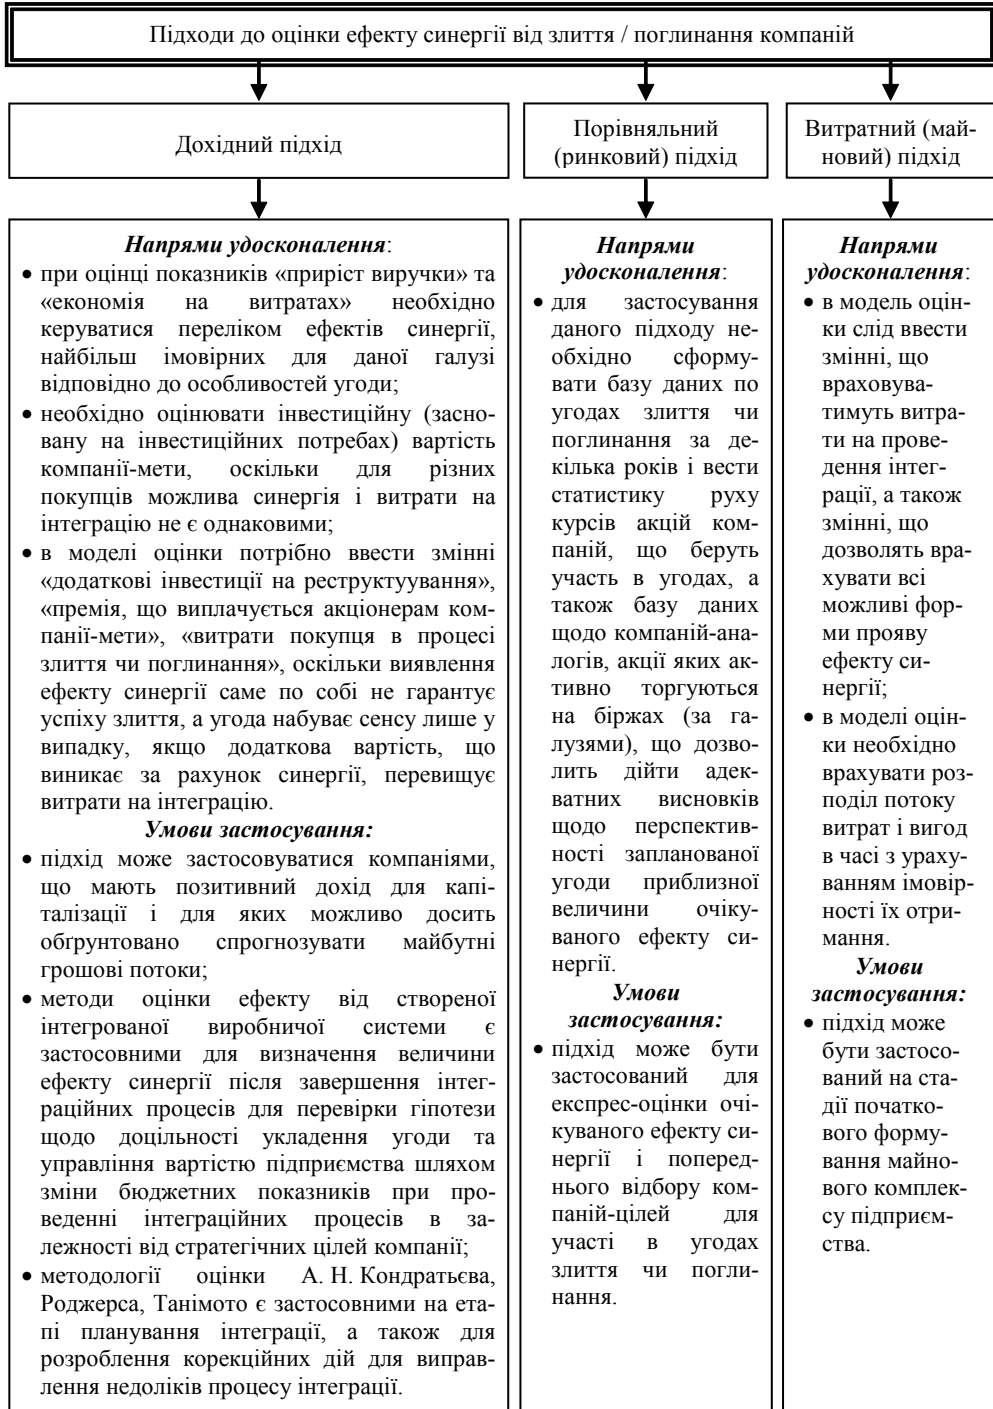 Підходи до оцінки ефекту синергії від злиття / поглинання компаній
Дохідний підхід
Порівняльний
(ринковий) підхід
Витратний (май-
новий) підхід
Напрями удосконалення:
• при оцінці показників «приріст виручки» та
«економія на витратах» необхідно
керуватися переліком ефектів синергії,
найбільш імовірних для даної галузі
відповідно до особливостей угоди;
• необхідно оцінювати інвестиційну (засно-
вану на інвестиційних потребах) вартість
компанії-мети, оскільки для різних
покупців можлива синергія і витрати на
інтеграцію не є однаковими;
• в моделі оцінки потрібно ввести змінні
«додаткові інвестиції на реструктуування»,
«премія, що виплачується акціонерам ком-
панії-мети», «витрати покупця в процесі
злиття чи поглинання», оскільки виявлення
ефекту синергії саме по собі не гарантує
успіху злиття, а угода набуває сенсу лише у
випадку, якщо додаткова вартість, що
виникає за рахунок синергії, перевищує
витрати на інтеграцію.
Умови застосування:
• підхід може застосовуватися компаніями,
що мають позитивний дохід для капі-
талізації і для яких можливо досить
обґрунтовано спрогнозувати майбутні
грошові потоки;
• методи оцінки ефекту від створеної
інтегрованої виробничої системи є
застосовними для визначення величини
ефекту синергії після завершення інтег-
раційних процесів для перевірки гіпотези
щодо доцільності укладення угоди та
управління вартістю підприємства шляхом
зміни бюджетних показників при про-
веденні інтеграційних процесів в за-
лежності від стратегічних цілей компанії;
• методології оцінки А. Н. Кондратьєва,
Роджерса, Танімото є застосовними на ета-
пі планування інтеграції, а також для
розроблення корекційних дій для виправ-
лення недоліків процесу інтеграції.
Напрями
удосконалення:
• для застосування
даного підходу не-
обхідно сформу-
вати базу даних по
угодах злиття чи
поглинання за де-
кілька років і вести
статистику руху
курсів акцій ком-
паній, що беруть
участь в угодах, а
також базу даних
щодо компаній-ана-
логів, акції яких ак-
тивно торгуються
на біржах (за га-
лузями), що дозво-
лить дійти адек-
ватних висновків
щодо перспектив-
ності запланованої
угоди приблизної
величини очіку-
ваного ефекту си-
нергії.
Умови
застосування:
• підхід може бути
застосований для
експрес-оцінки очі-
куваного ефекту си-
нергії і поперед-
нього відбору ком-
паній-цілей для
участі в угодах
злиття чи погли-
нання.
Напрями
удосконалення:
• в модель оцін-
ки слід ввести
змінні, що
враховува-
тимуть витра-
ти на прове-
дення інтег-
рації, а також
змінні, що
дозволять вра-
хувати всі
можливі фор-
ми прояву
ефекту си-
нергії;
• в моделі оцін-
ки необхідно
врахувати роз-
поділ потоку
витрат і вигод
в часі з ураху-
ванням імовір-
ності їх отри-
мання.
Умови
застосування:
• підхід може
бути застосо-
ваний на ста-
дії початко-
вого форму-
вання майно-
вого комплек-
су підприєм-
ства.